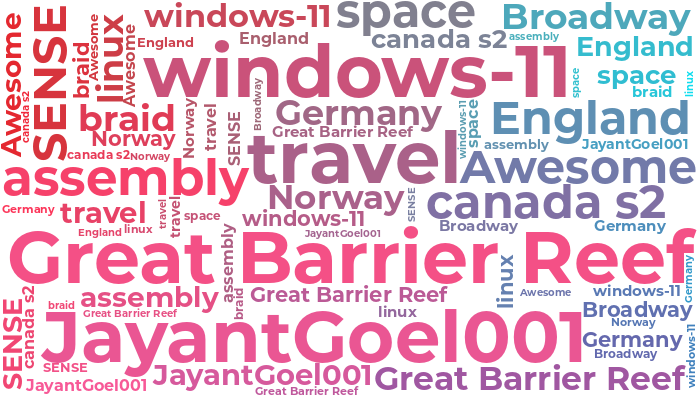 windows-11
space
Broadway
Awesome
SENSE
linux
braid
Awesome
Awesome
England
England
canada s2
assembly
England
windows-11
space
space
braid
linux
canada s2
braid
Norway
Norway
travel
SENSE
Broadway
Germany
Great Barrier Reef
windows-11
space
England
assembly
JayantGoel001
canada s2
Norway
travel
Awesome
assembly
Norway
SENSE
canada s2
Germany
travel
travel
travel
space
windows-11
England
linux
JayantGoel001
Broadway
Germany
Great Barrier Reef
assembly
braid
linux
Germany
SENSE
canada s2
braid
assembly
Great Barrier Reef
Great Barrier Reef
Awesome
windows-11
linux
Broadway
Norway
JayantGoel001
Germany
Broadway
windows-11
SENSE
JayantGoel001
JayantGoel001
Great Barrier Reef
Great Barrier Reef